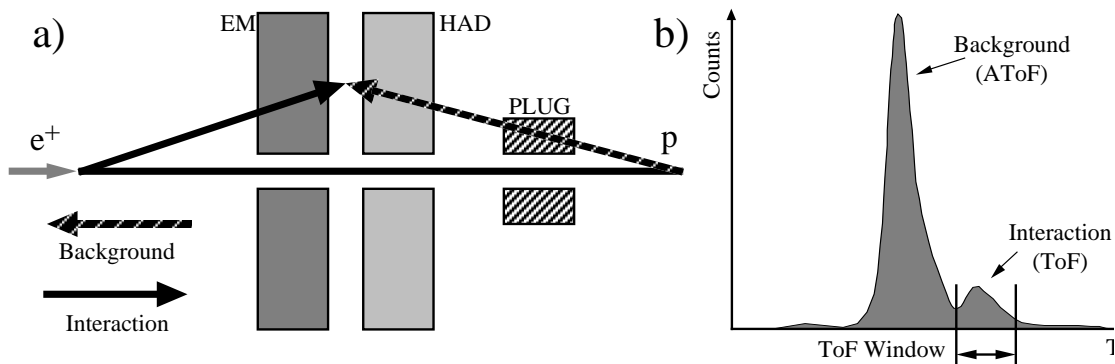 a)
EM
HAD
e+
PLUG
p
Background
Interaction
b)
Counts
Background
(AToF)
Interaction
(ToF)
ToF Window
T